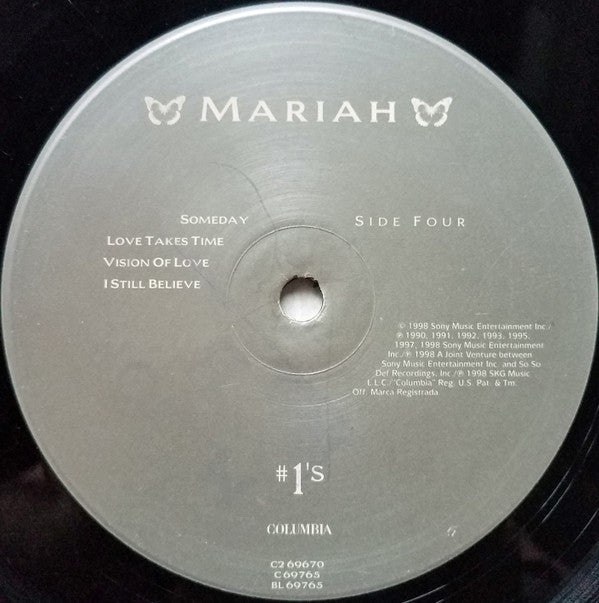 MARIAH
SOMEDAY
LOVE TAKES TIME
VISION OF LOVE
I STILL BELIEVE
SIDE FOUR
© 1998 Sony Music Entertainment Inc./
℗ 1990, 1991, 1992, 1993, 1995,
1997, 1998 Sony Music Entertainment
Inc./℗ 1998 A Joint Venture between
Sony Music Entertainment Inc. and So So
Def Recordings, Inc./℗ 1998 SKG Music
L.L.C./"Columbia" Reg. U.S. Pat. & Tm.
Off. Marca Registrada
#1'S
COLUMBIA
C2 69670
C 69765
BL 69765